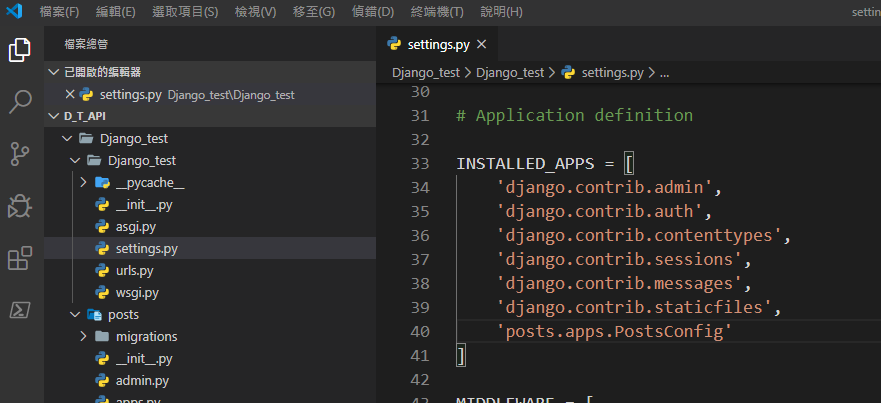 檔案(F) 編輯(E) 選取項目(S) 檢視(V) 移至(G) 偵錯(D) 終端機(T) 說明(H) settin
檔案總管
已開啟的編輯器
settings.py Django_test\Django_test
D_T_API
Django_test
Django_test
__pycache__
__init__.py
asgi.py
settings.py
urls.py
wsgi.py
posts
migrations
__init__.py
admin.py
apps.py
settings.py
Django_test > Django_test > settings.py > ...
30
31 # Application definition
32
33 INSTALLED_APPS = [
34 'django.contrib.admin',
35 'django.contrib.auth',
36 'django.contrib.contenttypes',
37 'django.contrib.sessions',
38 'django.contrib.messages',
39 'django.contrib.staticfiles',
40 'posts.apps.PostsConfig'
41 ]
42
43 MIDDLEWARE = [